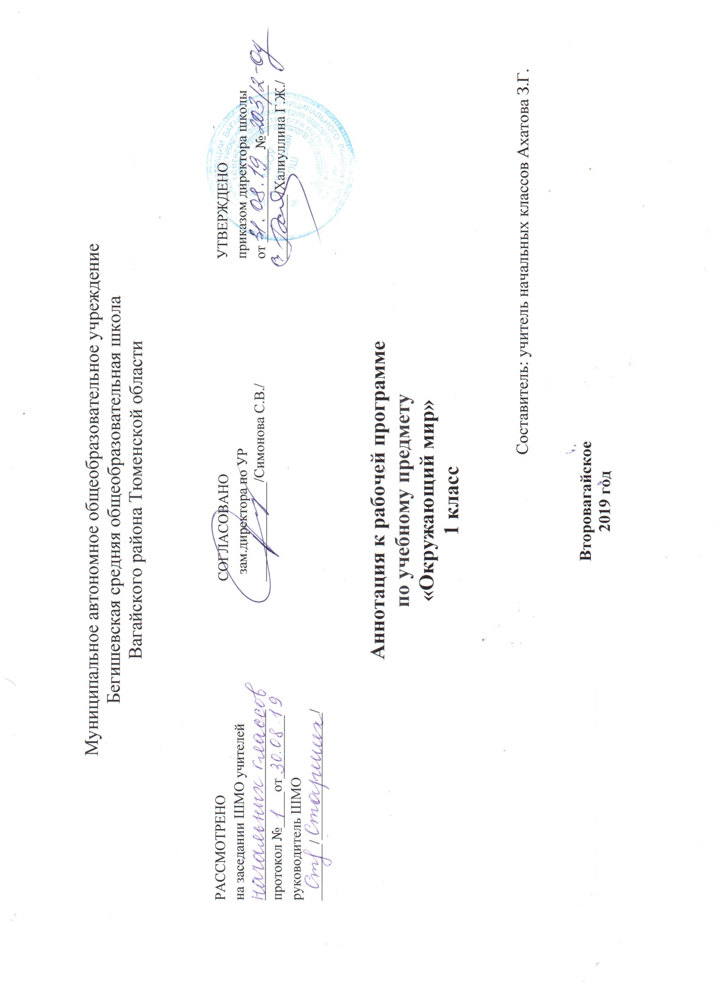 Муниципальное автономное общеобразовательное учреждение
Бегишевская средняя общеобразовательная школа
Вагайского района Тюменской области
РАССМОТРЕНО
на заседании ШМО учителей
начальных классов
протокол № 1 от 30.08.19
руководитель ШМО
/ /
СОГЛАСОВАНО
зам.директора по УР
/Симонова С.В./
УТВЕРЖДЕНО
приказом директора школы
от 31.08.19 № 203/2-од
/Халиуллина Г.Ж./
Аннотация к рабочей программе
по учебному предмету
«Окружающий мир»
1 класс
Составитель: учитель начальных классов Ахатова З.Г.
Второвагайское
2019 год